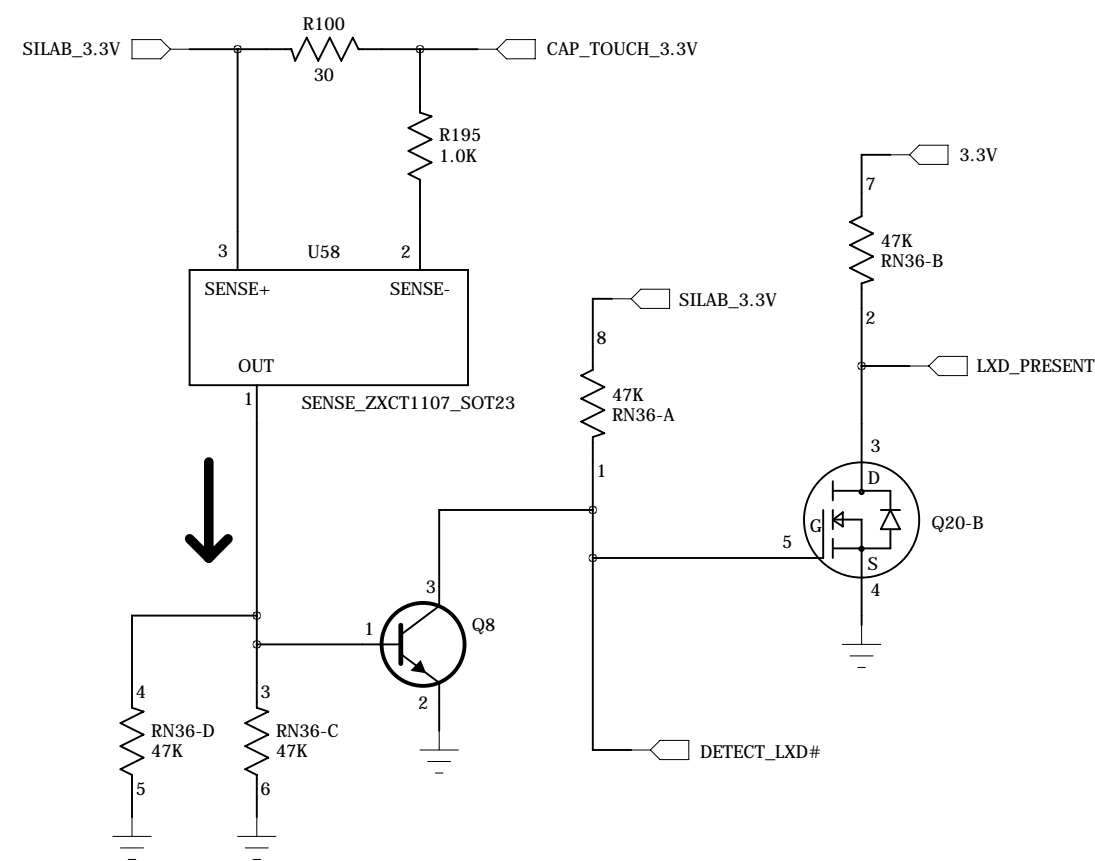 R100
SILAB_3.3V
CAP_TOUCH_3.3V
30
R195
1.0K
3.3V
7
47K
RN36-B
3
U58
2
SENSE+
SENSE-
SILAB_3.3V
2
8
OUT
LXD_PRESENT
1
SENSE_ZXCT1107_SOT23
47K
RN36-A
3
1
D
G
Q20-B
5
S
4
3
1
Q8
2
4
3
RN36-D
47K
RN36-C
47K
DETECT_LXD#
5
6